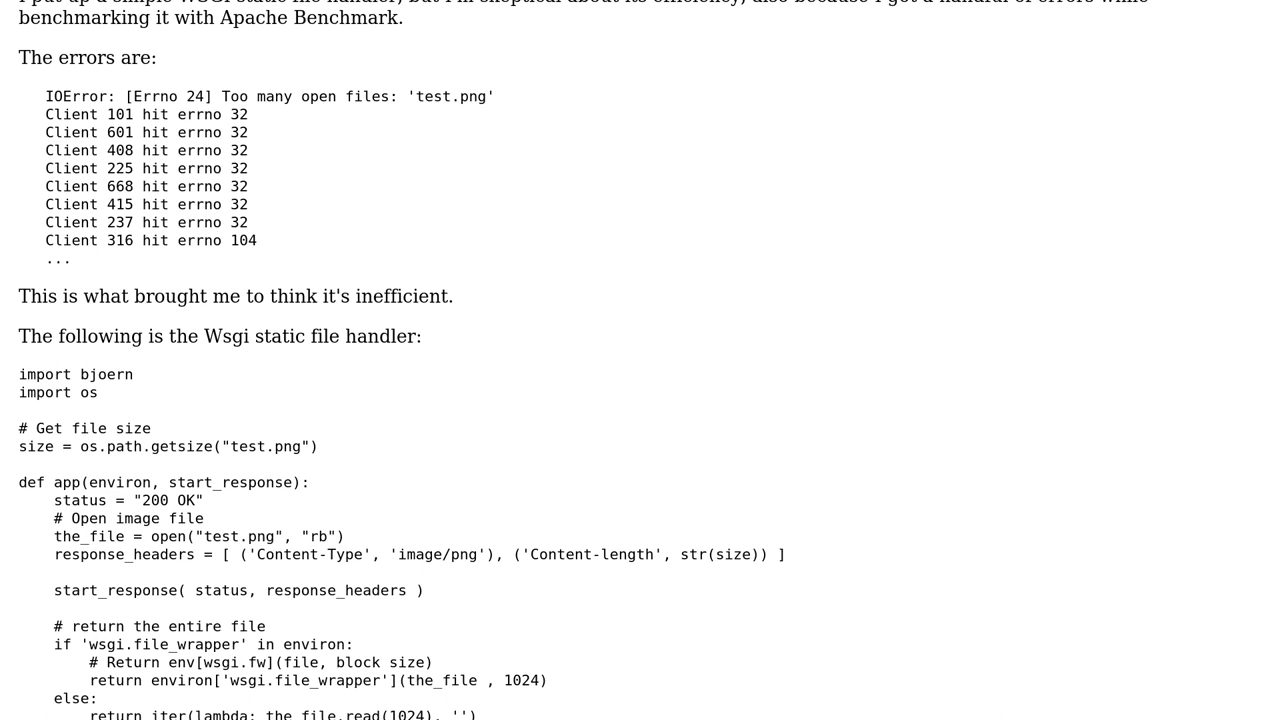 benchmarking it with Apache Benchmark.
The errors are:
IOError: [Errno 24] Too many open files: 'test.png'
Client 101 hit errno 32
Client 601 hit errno 32
Client 408 hit errno 32
Client 225 hit errno 32
Client 668 hit errno 32
Client 415 hit errno 32
Client 237 hit errno 32
Client 316 hit errno 104
...
This is what brought me to think it's inefficient.
The following is the Wsgi static file handler:
import bjoern
import os
# Get file size
size = os.path.getsize("test.png")
def app(environ, start_response):
    status = "200 OK"
    # Open image file
    the_file = open("test.png", "rb")
    response_headers = [ ('Content-Type', 'image/png'), ('Content-length', str(size)) ]
    start_response( status, response_headers )
    # return the entire file
    if 'wsgi.file_wrapper' in environ:
        # Return env[wsgi.fw](file, block size)
        return environ['wsgi.file_wrapper'](the_file , 1024)
    else:
        return iter(lambda: the_file.read(1024), '')